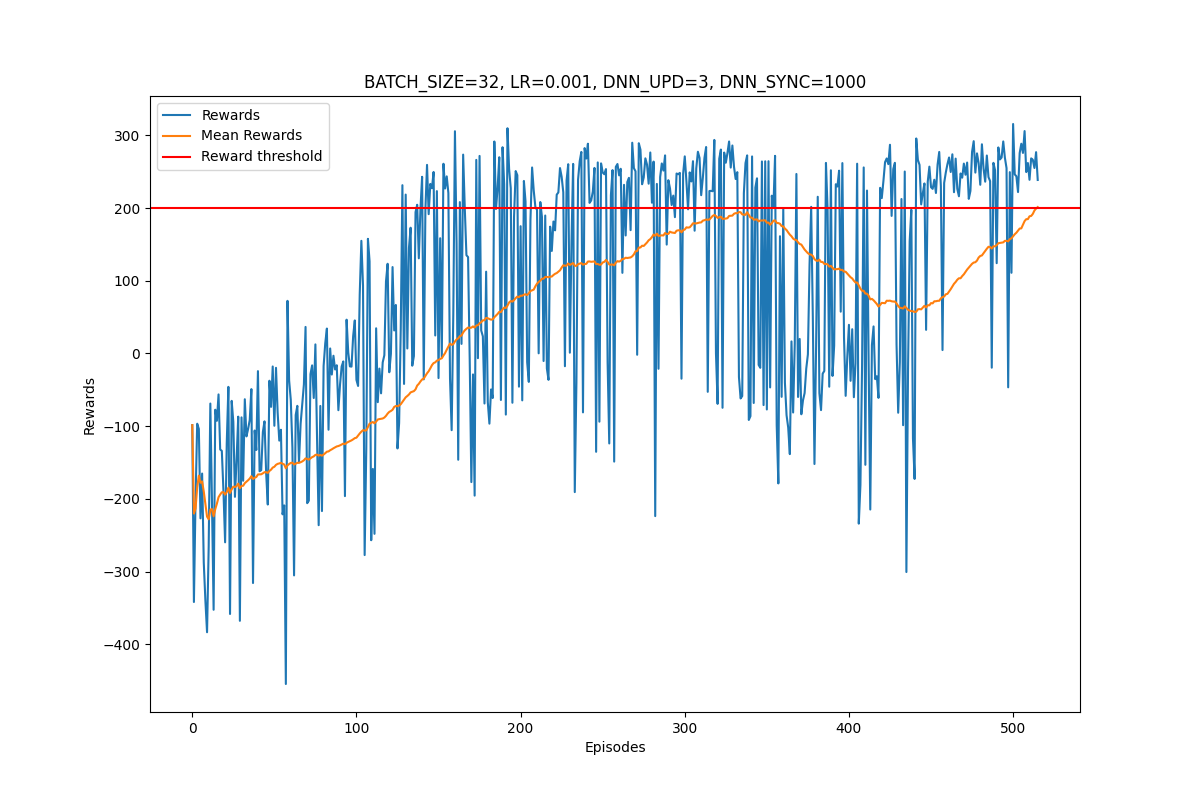 BATCH_SIZE=32, LR=0.001, DNN_UPD=3, DNN_SYNC=1000
Rewards
Mean Rewards
Reward threshold
300
200
100
0
−100
−200
−300
−400
Rewards
0 100 200 300 400 500
Episodes